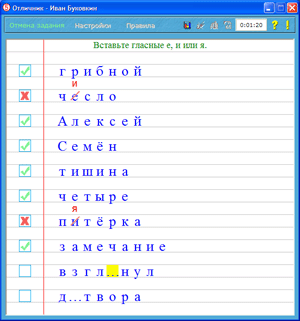 Отличник - Иван Буковкин
Отмена задания Настройки Правила 0:01:20
Вставьте гласные е, и или я.
грибной
и
чесло
Алексей
Семён
тишина
четыре
я
питёрка
замечание
взгл...нул
д...твора